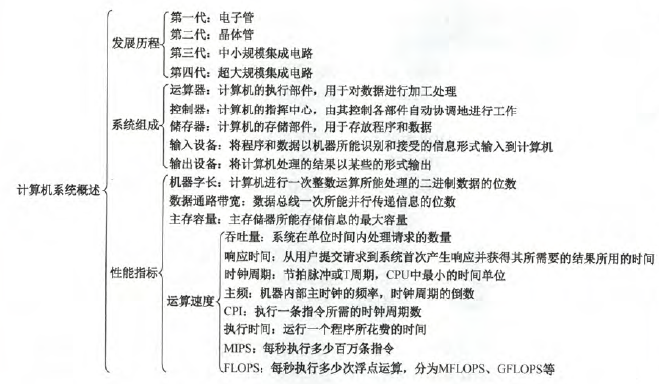 第一代：电子管
第二代：晶体管
发展历程
第三代：中小规模集成电路
第四代：超大规模集成电路
运算器：计算机的执行部件，用于对数据进行加工处理
控制器：计算机的指挥中心，由其控制各部件自动协调地进行工作
系统组成
储存器：计算机的存储部件，用于存放程序和数据
输入设备：将程序和数据以机器所能识别和接受的信息形式输入到计算机
输出设备：将计算机处理的结果以某些的形式输出
计算机系统概述
机器字长：计算机进行一次整数运算所能处理的二进制数据的位数
数据通路带宽：数据总线一次所能并行传递信息的位数
主存容量：主存储器所能存储信息的最大容量
吞吐量：系统在单位时间内处理请求的数量
响应时间：从用户提交请求到系统首次产生响应并获得其所需要的结果所用的时间
性能指标
时钟周期：节拍脉冲或T周期，CPU中最小的时间单位
运算速度
主频：机器内部主时钟的频率，时钟周期的倒数
CPI：执行一条指令所需的时钟周期数
执行时间：运行一个程序所花费的时间
MIPS：每秒执行多少百万条指令
FLOPS：每秒执行多少次浮点运算，分为MFLOPS、GFLOPS等